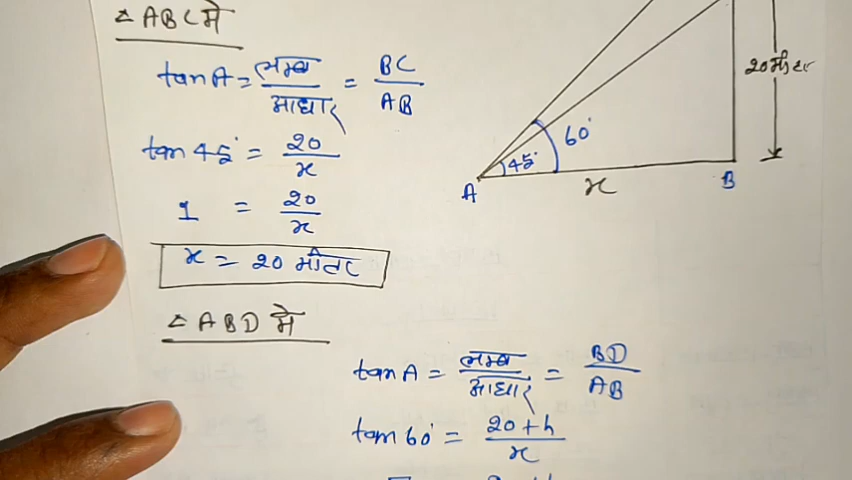 △ ABC मे
tanA = लम्ब / आधार = BC / AB
tan 45° = 20 / x
1 = 20 / x
x = 20 मीटर
△ ABD मे
tanA = लम्ब / आधार = BD / AB
tan 60° = 20 + h / x
20 मीटर
60°
45°
A
x
B